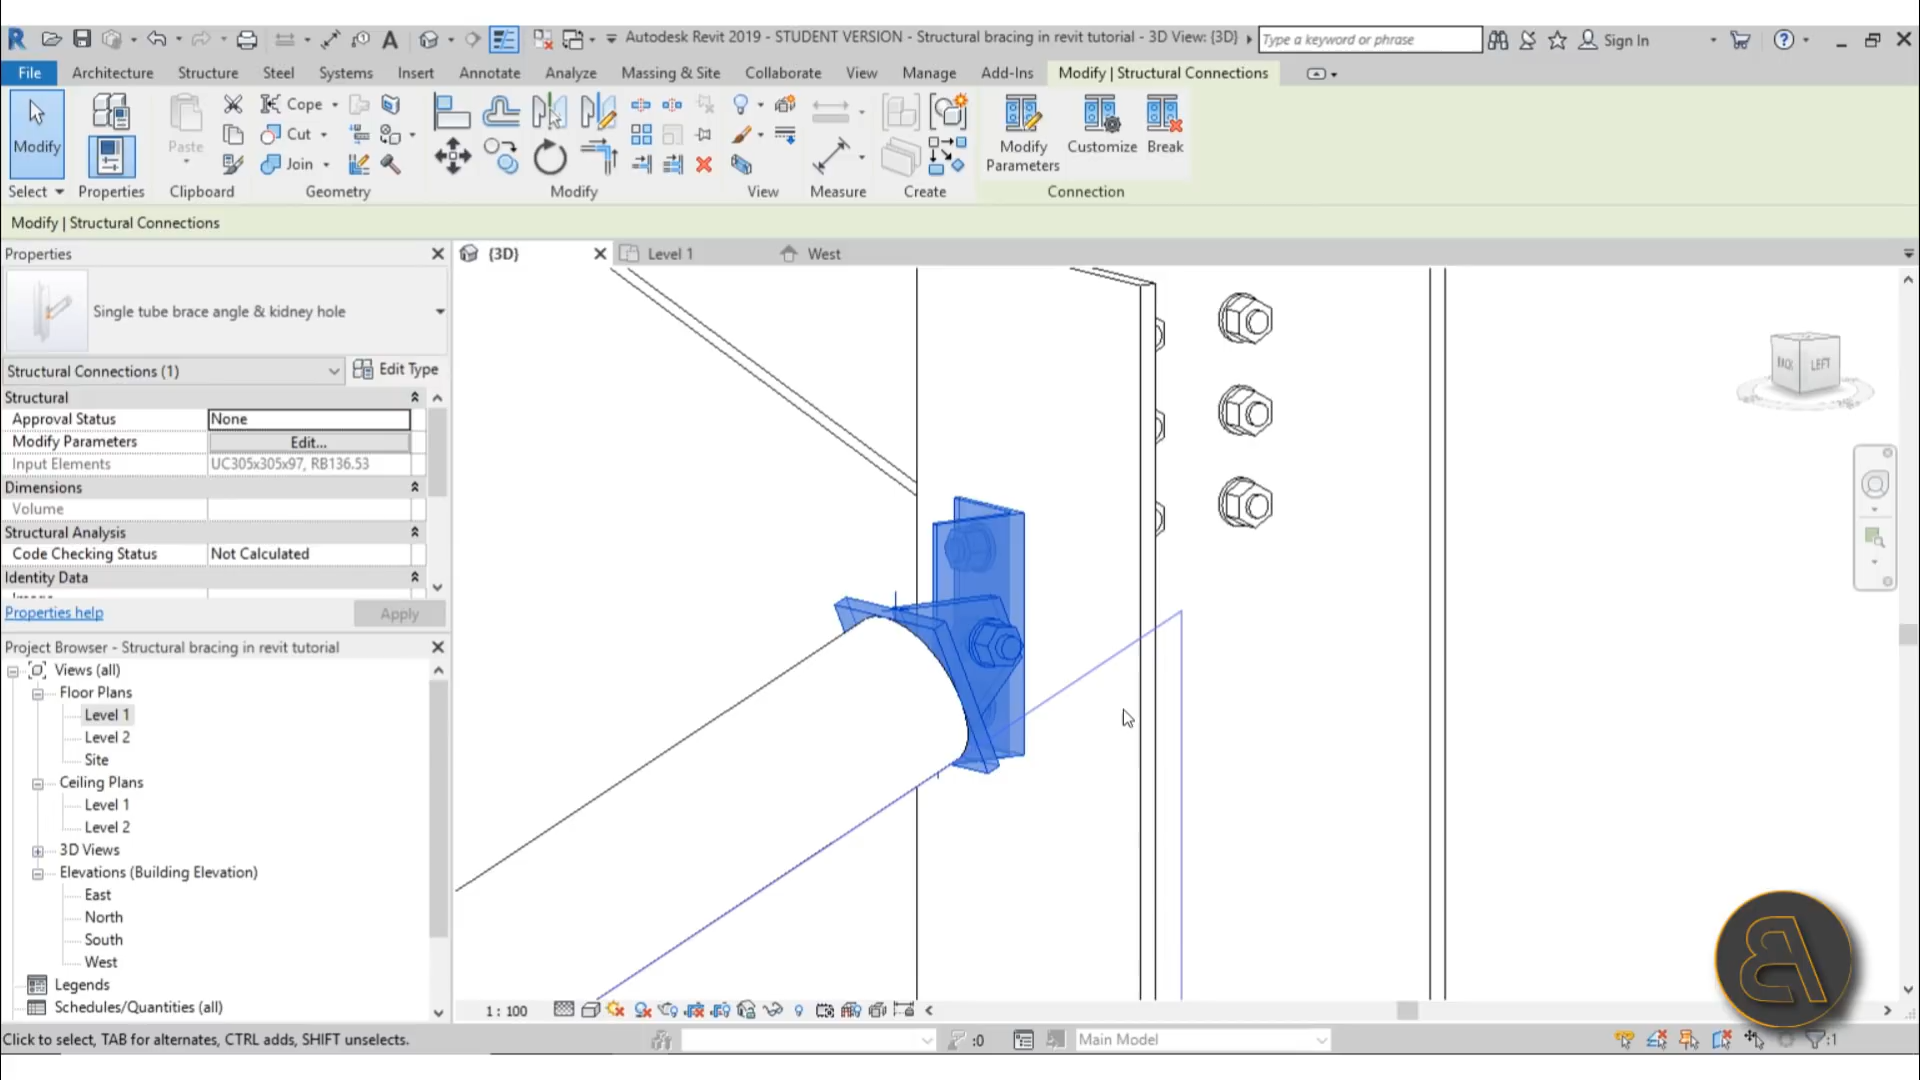 Autodesk Revit 2019 - STUDENT VERSION - Structural bracing in revit tutorial - 3D View: {3D}
Type a keyword or phrase
Sign In
File Architecture Structure Steel Systems Insert Annotate Analyze Massing & Site Collaborate View Manage Add-Ins Modify | Structural Connections
Modify
Paste
Cope
Cut
Join
Modify Parameters
Customize
Break
Select Properties Clipboard Geometry Modify View Measure Create Connection
Modify | Structural Connections
Properties
{3D}
Level 1
West
Single tube brace angle & kidney hole
Structural Connections (1)
Edit Type
Structural
Approval Status None
Modify Parameters Edit...
Input Elements UC305x305x97, RB136.53
Dimensions
Volume
Structural Analysis
Code Checking Status Not Calculated
Identity Data
Properties help
Apply
Project Browser - Structural bracing in revit tutorial
Views (all)
Floor Plans
Level 1
Level 2
Site
Ceiling Plans
Level 1
Level 2
3D Views
Elevations (Building Elevation)
East
North
South
West
Legends
Schedules/Quantities (all)
BACK
LEFT
1 : 100
Click to select, TAB for alternates, CTRL adds, SHIFT unselects.
:0
Main Model
:1